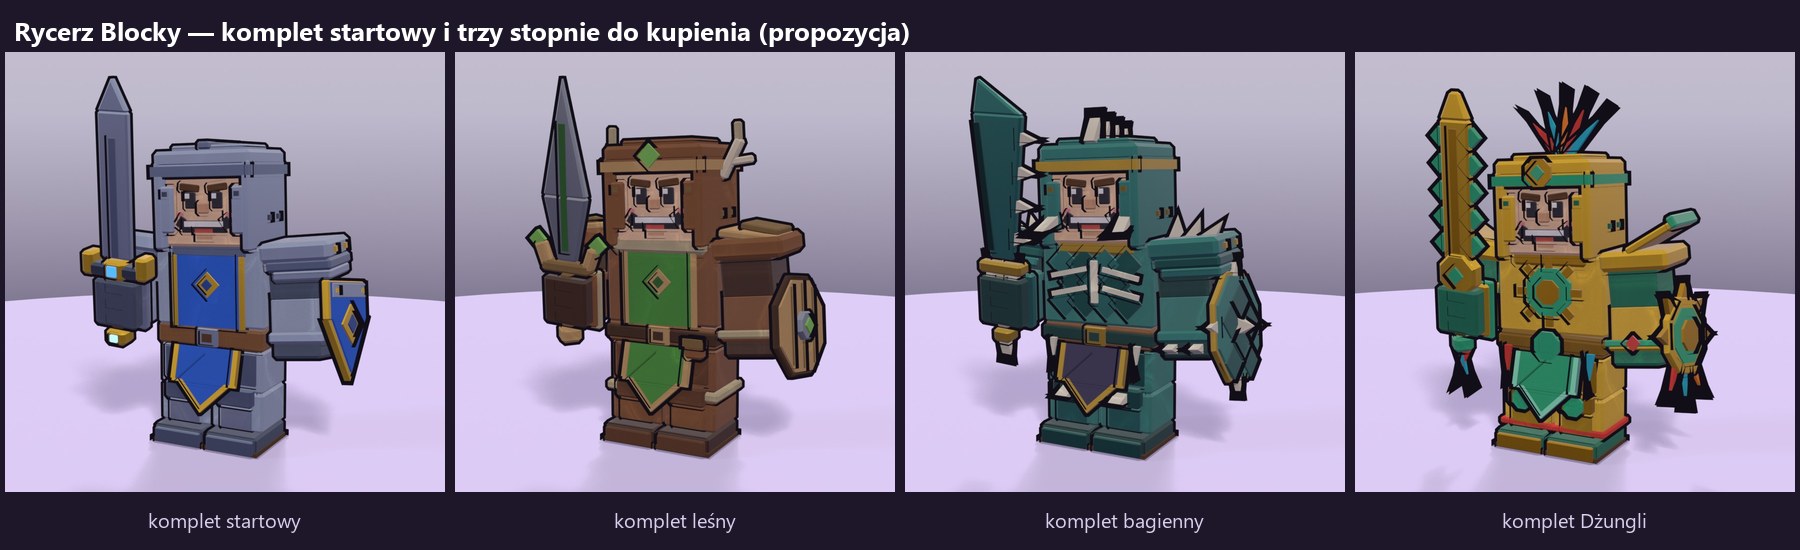 Rycerz Blocky — komplet startowy i trzy stopnie do kupienia (propozycja)
komplet startowy
komplet leśny
komplet bagienny
komplet Dżungli